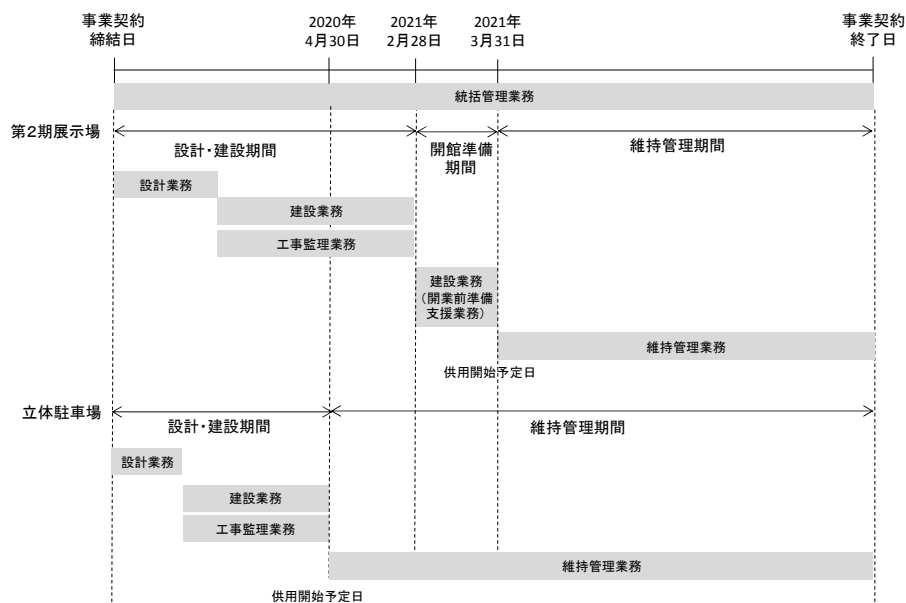 事業契約
締結日
2020年
4月30日
2021年
2月28日
2021年
3月31日
事業契約
終了日
統括管理業務
第2期展示場
設計・建設期間
開館準備
期間
維持管理期間
設計業務
建設業務
工事監理業務
建設業務
（開業前準備
支援業務）
維持管理業務
供用開始予定日
立体駐車場
設計・建設期間
維持管理期間
設計業務
建設業務
工事監理業務
維持管理業務
供用開始予定日